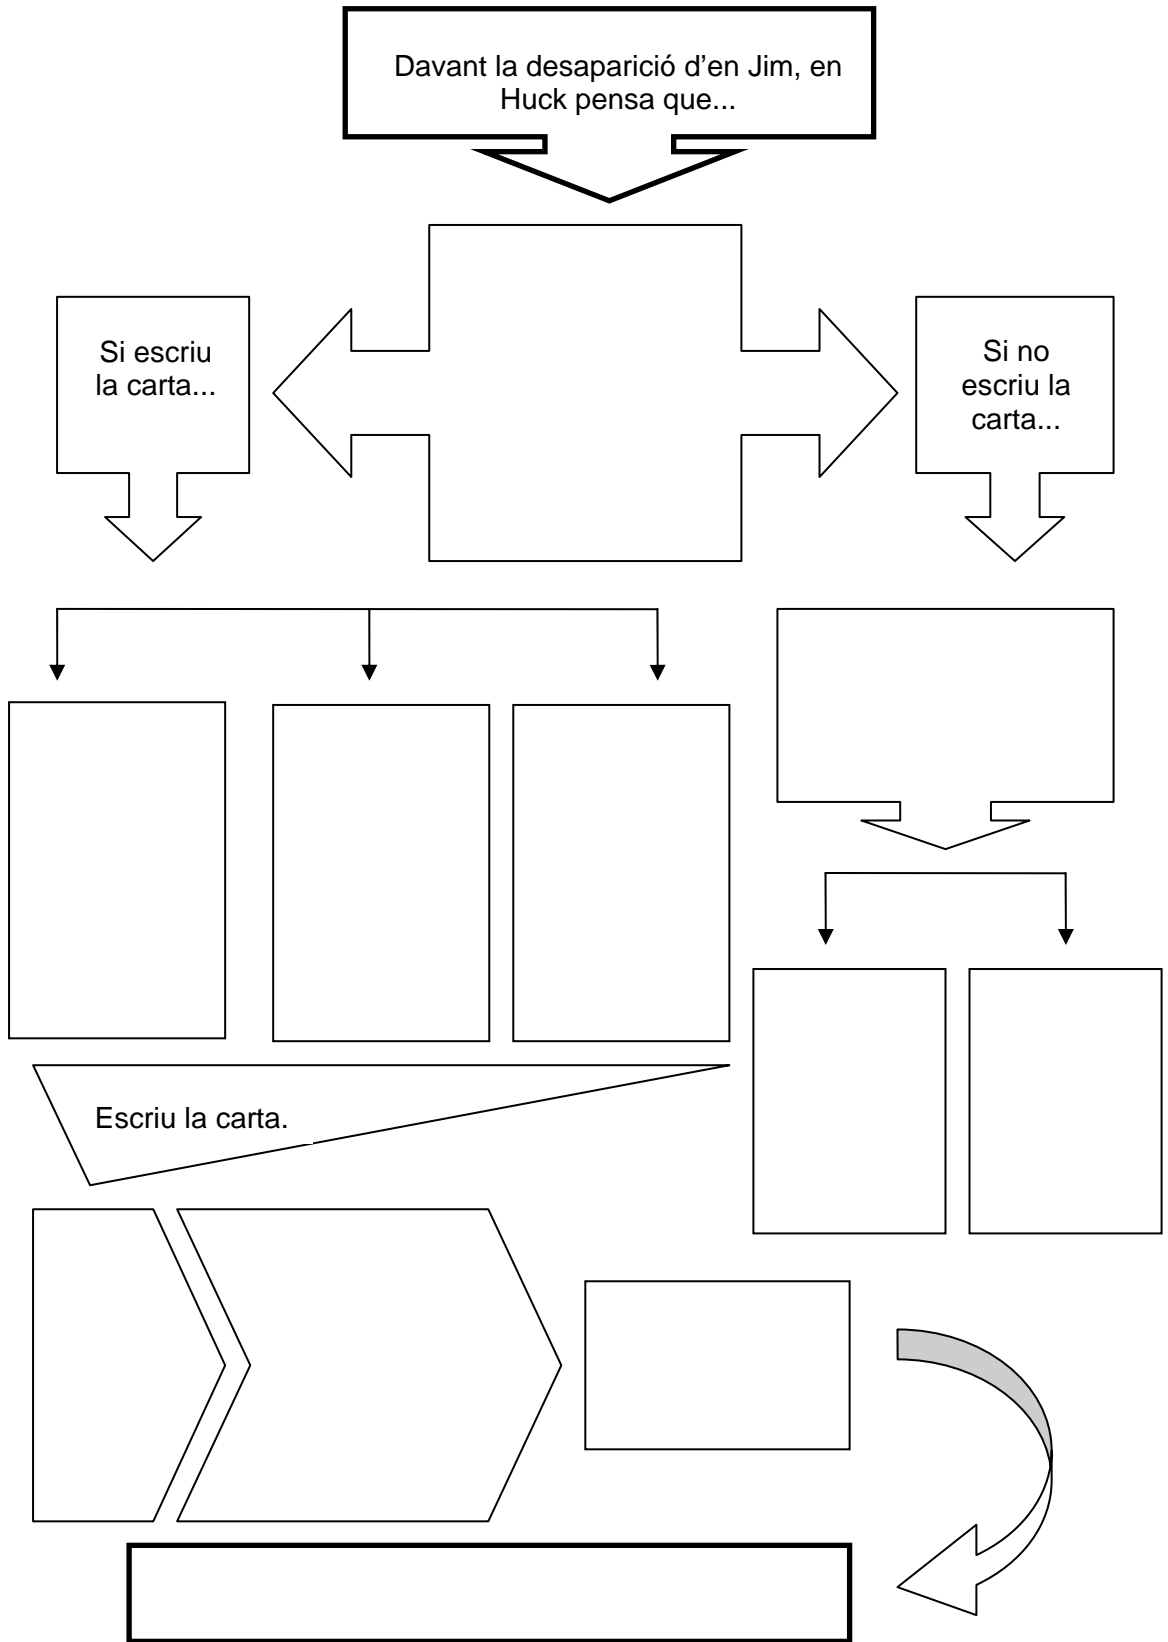 Davant la desaparició d’en Jim, en
Huck pensa que...
Si escriu
la carta...
Si no
escriu la
carta...
Escriu la carta.